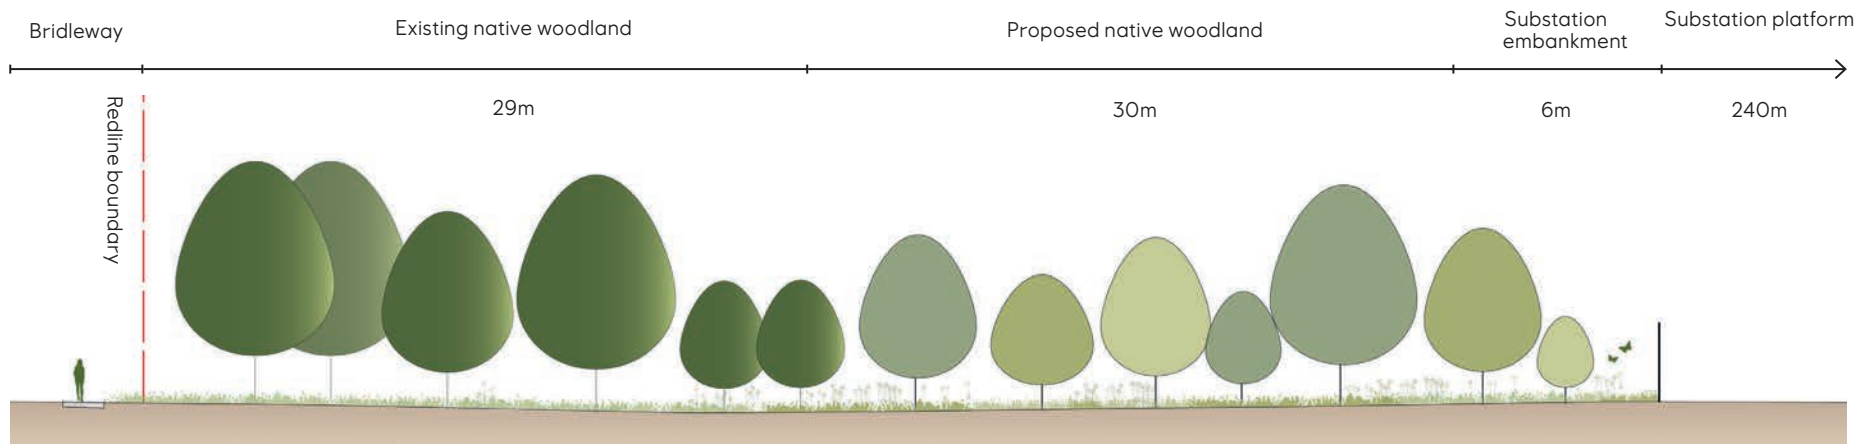 Bridleway
Existing native woodland
Proposed native woodland
Substation
embankment
Substation platform
Redline boundary
29m
30m
6m
240m